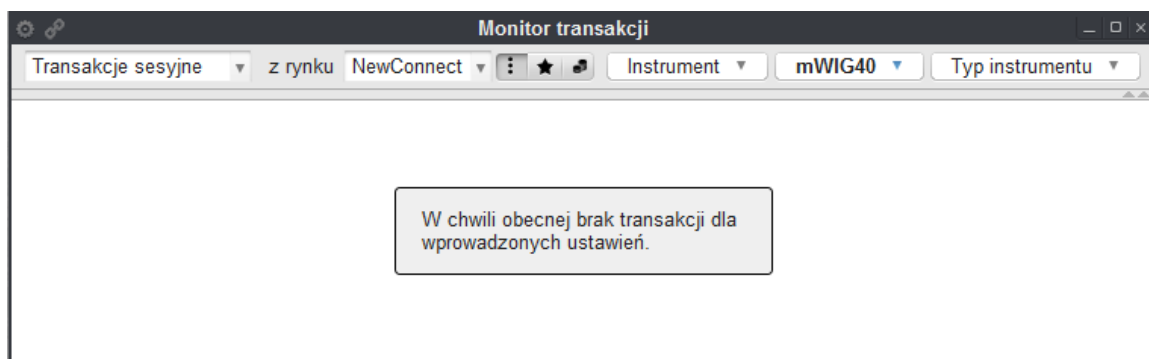 Monitor transakcji
Transakcje sesyjne z rynku NewConnect Instrument mWIG40 Typ instrumentu
W chwili obecnej brak transakcji dla
wprowadzonych ustawień.